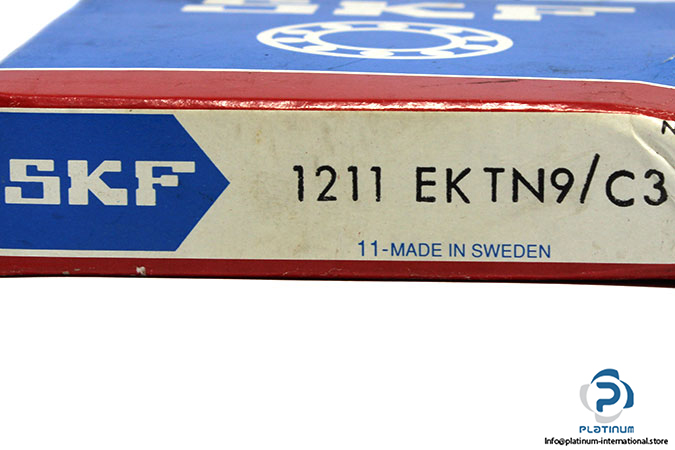 SKF
SKF
1211 EKTN9/C3
11-MADE IN SWEDEN
PLATINUM
Info@platinum-international.store